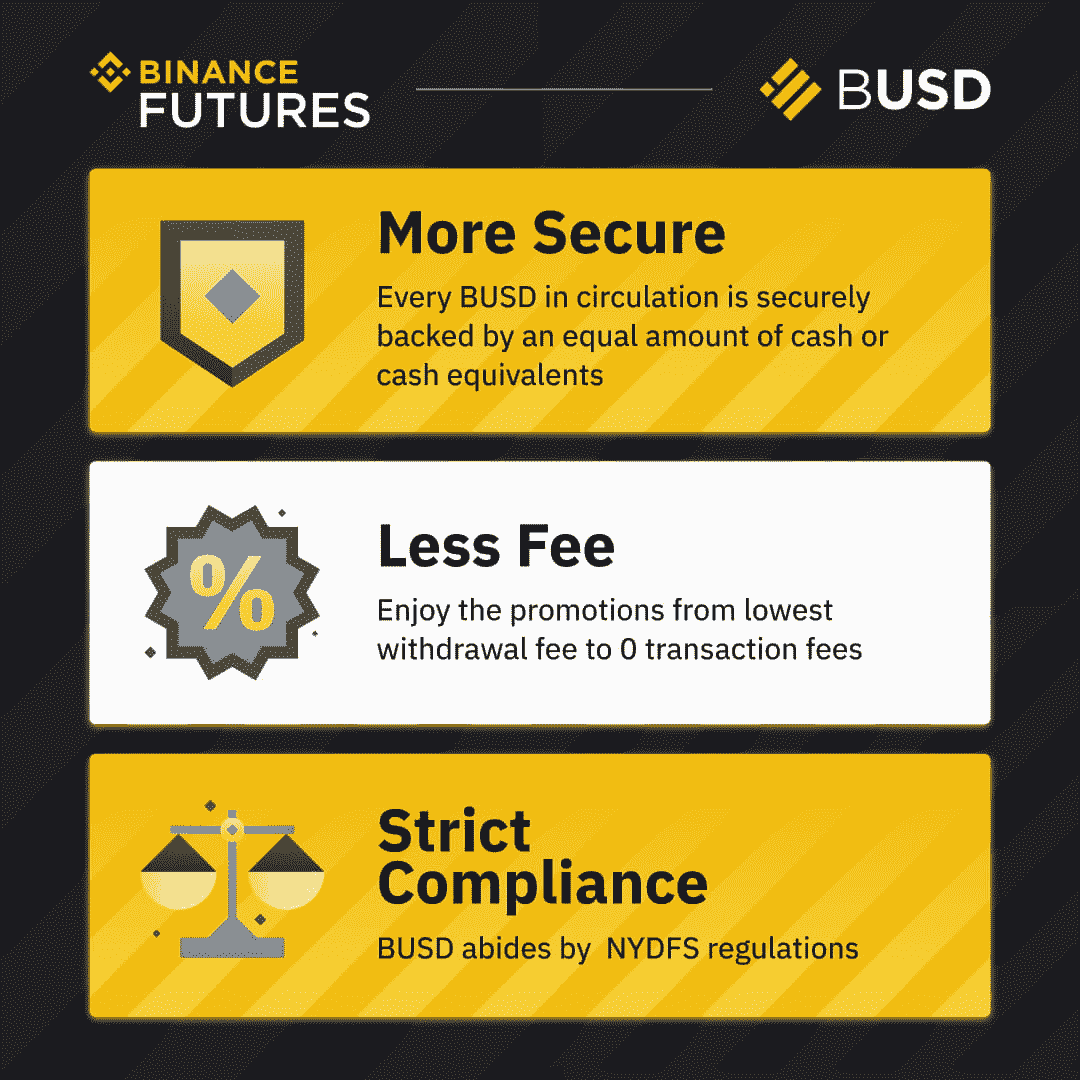 BINANCE
FUTURES
BUSD
More Secure
Every BUSD in circulation is securely
backed by an equal amount of cash or
cash equivalents
%
Less Fee
Enjoy the promotions from lowest
withdrawal fee to 0 transaction fees
Strict
Compliance
BUSD abides by  NYDFS regulations